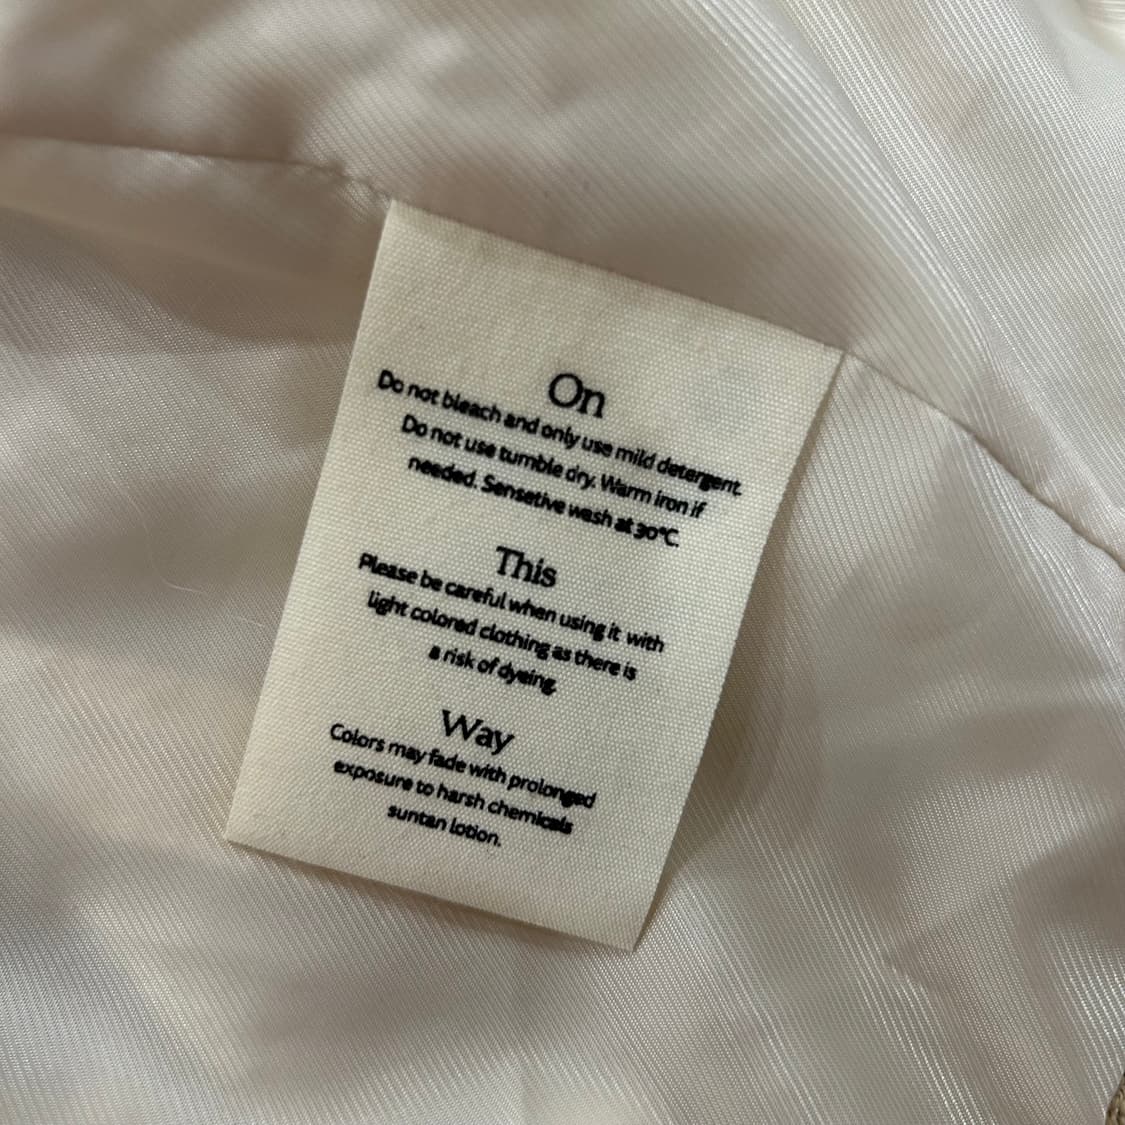 On
Do not bleach and only use mild detergent.
Do not use tumble dry. Warm iron if
needed. Sensetive wash at 30°C.
This
Please be careful when using it with
light colored clothing as there is
a risk of dyeing.
Way
Colors may fade with prolonged
exposure to harsh chemicals
suntan lotion.